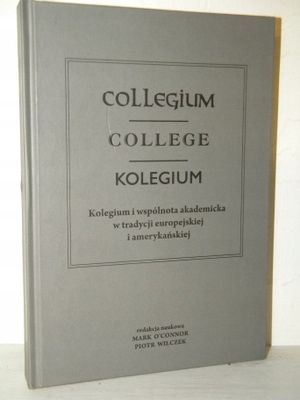 COLLEGIUM
COLLEGE
KOLEGIUM
Kolegium i wspólnota akademicka
w tradycji europejskiej
i amerykańskiej
redakcja naukowa
MARK O'CONNOR
PIOTR WILCZEK